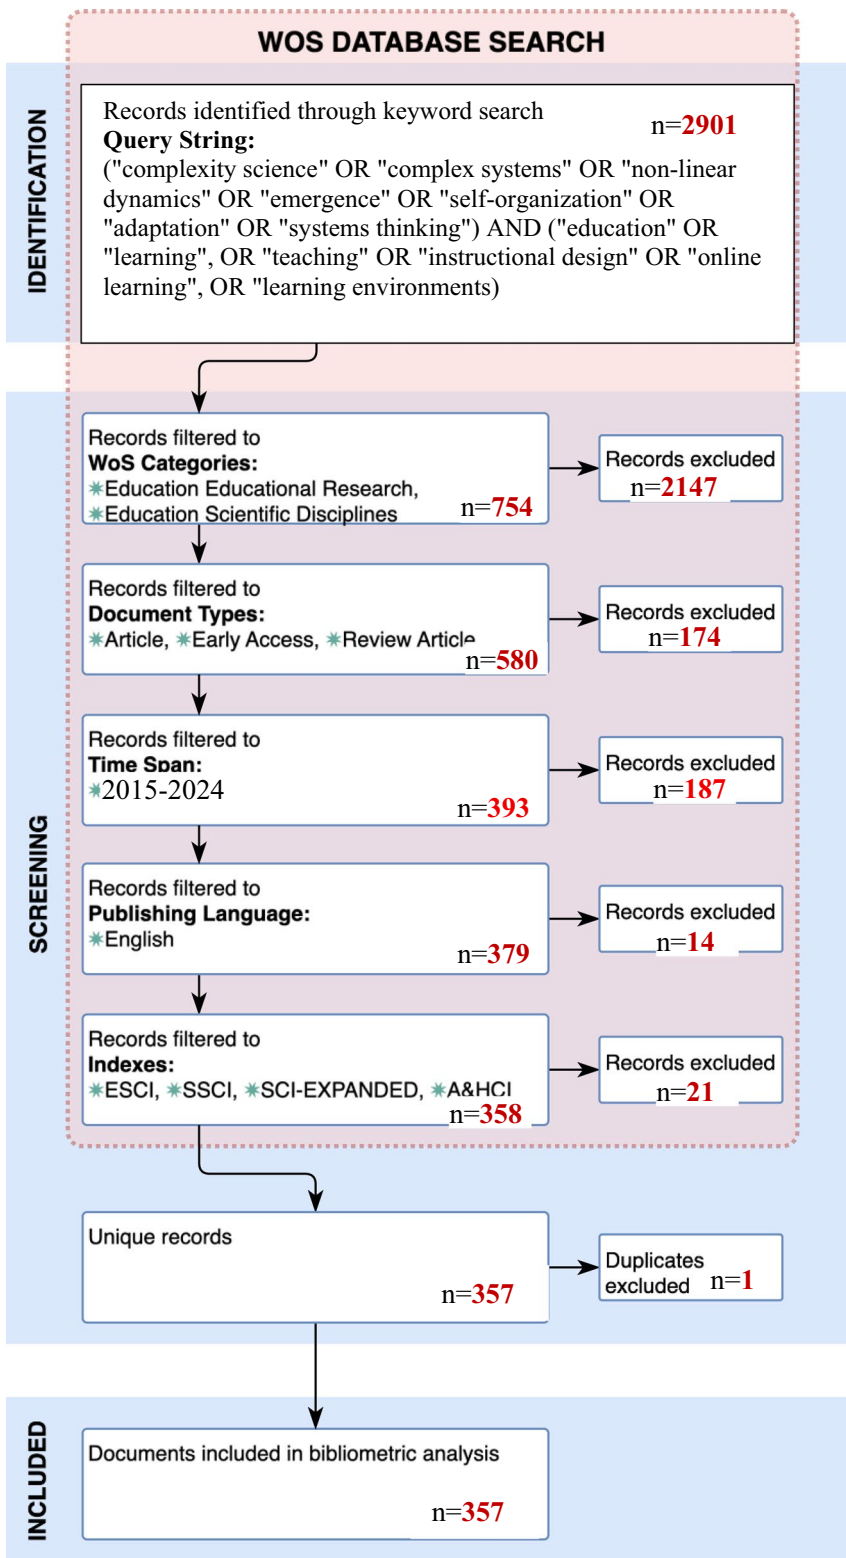 WOS DATABASE SEARCH
IDENTIFICATION
Records identified through keyword search
n=2901
Query String:
("complexity science" OR "complex systems" OR "non-linear
dynamics" OR "emergence" OR "self-organization" OR
"adaptation" OR "systems thinking") AND ("education" OR
"learning", OR "teaching" OR "instructional design" OR "online
learning", OR "learning environments)
SCREENING
Records filtered to
WoS Categories:
✴Education Educational Research,
✴Education Scientific Disciplines
n=754
Records excluded
n=2147
Records filtered to
Document Types:
✴Article, ✴Early Access, ✴Review Article
n=580
Records excluded
n=174
Records filtered to
Time Span:
✴2015-2024
n=393
Records excluded
n=187
Records filtered to
Publishing Language:
✴English
n=379
Records excluded
n=14
Records filtered to
Indexes:
✴ESCI, ✴SSCI, ✴SCI-EXPANDED, ✴A&HCI
n=358
Records excluded
n=21
Unique records
n=357
Duplicates
excluded n=1
INCLUDED
Documents included in bibliometric analysis
n=357